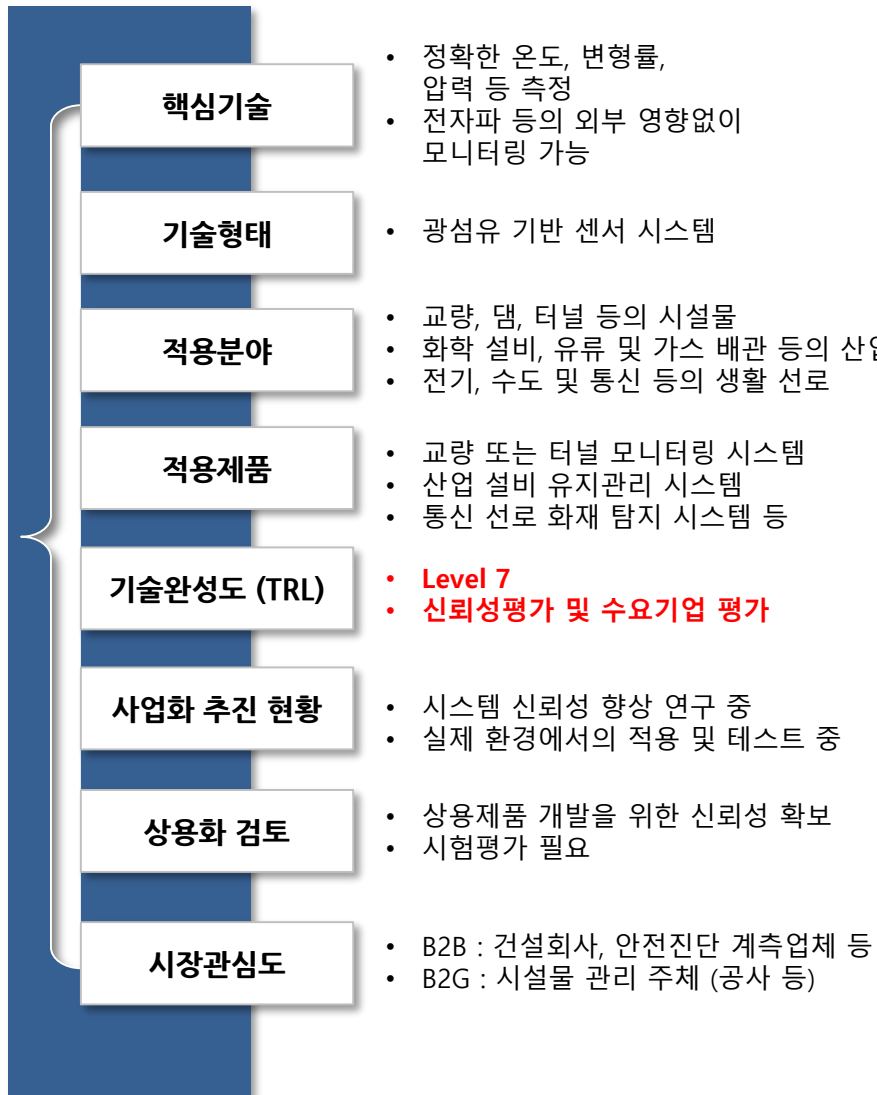 핵심기술
• 정확한 온도, 변형률,
압력 등 측정
• 전자파 등의 외부 영향없이
모니터링 가능
기술형태
• 광섬유 기반 센서 시스템
적용분야
• 교량, 댐, 터널 등의 시설물
• 화학 설비, 유류 및 가스 배관 등의
• 전기, 수도 및 통신 등의 생활 선로
적용제품
• 교량 또는 터널 모니터링 시스템
• 산업 설비 유지관리 시스템
• 통신 선로 화재 탐지 시스템 등
기술완성도 (TRL)
• Level 7
• 신뢰성평가 및 수요기업 평가
사업화 추진 현황
• 시스템 신뢰성 향상 연구 중
• 실제 환경에서의 적용 및 테스트 중
상용화 검토
• 상용제품 개발을 위한 신뢰성 확보
• 시험평가 필요
시장관심도
• B2B : 건설회사, 안전진단 계측업체 등
• B2G : 시설물 관리 주체 (공사 등)